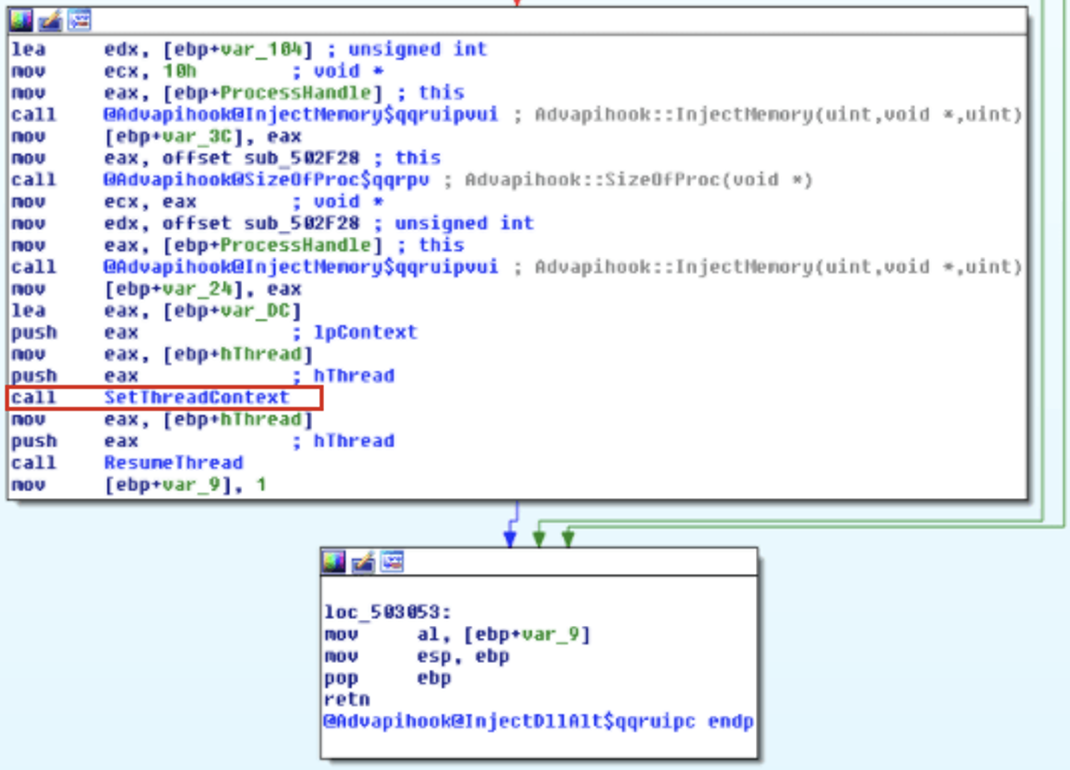 lea edx, [ebp+var_104] ; unsigned int
mov ecx, 10h ; void *
mov eax, [ebp+ProcessHandle] ; this
call @Advapihook@InjectMemory$qqruipvui ; Advapihook::InjectMemory(uint,void *,uint)
mov [ebp+var_3C], eax
mov eax, offset sub_502F28 ; this
call @Advapihook@SizeOfProc$qqrpv ; Advapihook::SizeOfProc(void *)
mov ecx, eax ; void *
mov edx, offset sub_502F28 ; unsigned int
mov eax, [ebp+ProcessHandle] ; this
call @Advapihook@InjectMemory$qqruipvui ; Advapihook::InjectMemory(uint,void *,uint)
mov [ebp+var_24], eax
lea eax, [ebp+var_DC]
push eax ; lpContext
mov eax, [ebp+hThread]
push eax ; hThread
call SetThreadContext
mov eax, [ebp+hThread]
push eax ; hThread
call ResumeThread
mov [ebp+var_9], 1
loc_503053:
mov al, [ebp+var_9]
mov esp, ebp
pop ebp
retn
@Advapihook@InjectDllAlt$qqruipc endp